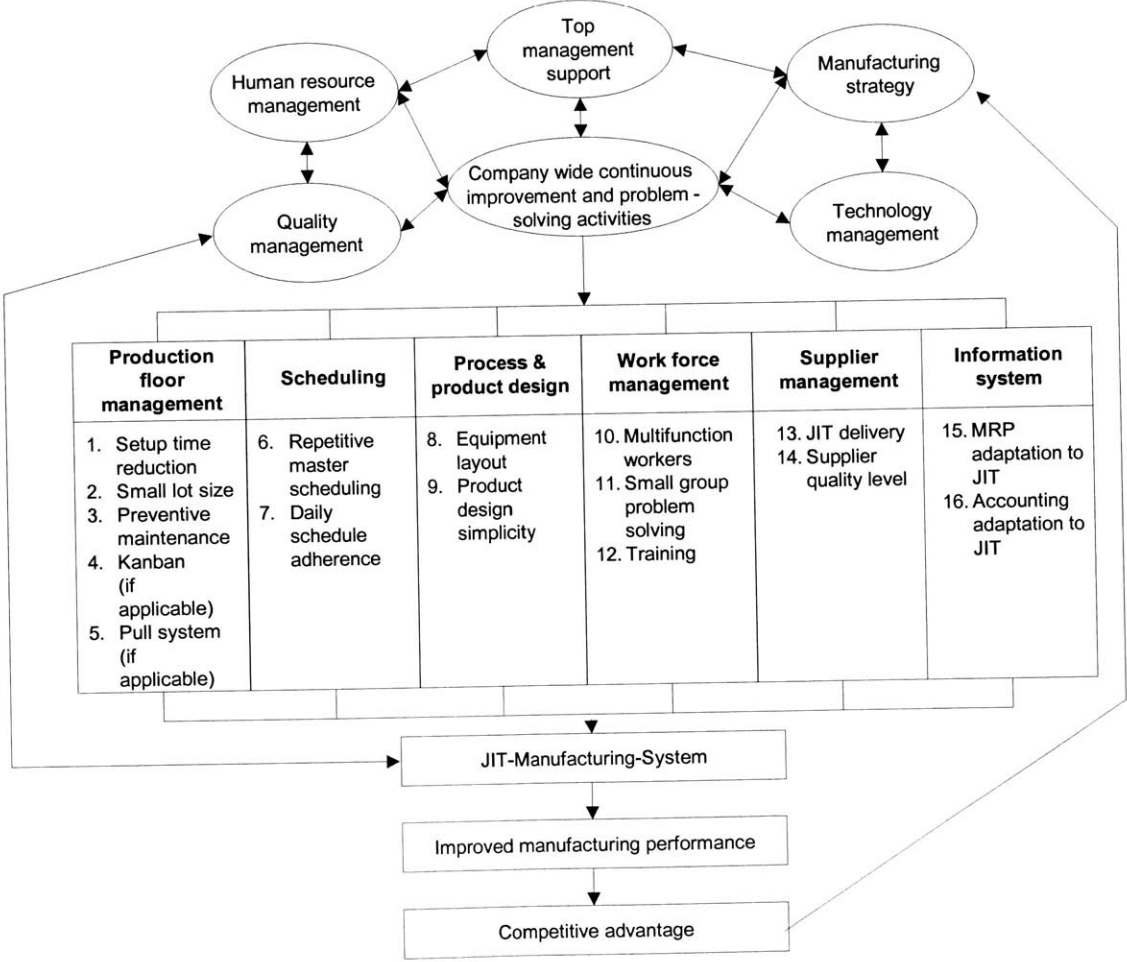 Top
management
support
Human resource
management
Manufacturing
strategy
Company wide continuous
improvement and problem -
solving activities
Quality
management
Technology
management
Production
floor
management
1. Setup time
reduction
2. Small lot size
3. Preventive
maintenance
4. Kanban
(if
applicable)
5. Pull system
(if
applicable)
Scheduling
6. Repetitive
master
scheduling
7. Daily
schedule
adherence
Process &
product design
8. Equipment
layout
9. Product
design
simplicity
Work force
management
10. Multifunction
workers
11. Small group
problem
solving
12. Training
Supplier
management
13. JIT delivery
14. Supplier
quality level
Information
system
15. MRP
adaptation to
JIT
16. Accounting
adaptation to
JIT
JIT-Manufacturing-System
Improved manufacturing performance
Competitive advantage